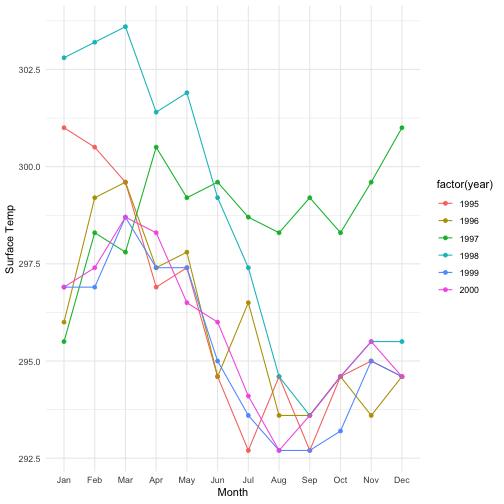 302.5
300.0
297.5
295.0
292.5
Surface Temp
Jan Feb Mar Apr May Jun Jul Aug Sep Oct Nov Dec
Month
factor(year)
1995
1996
1997
1998
1999
2000